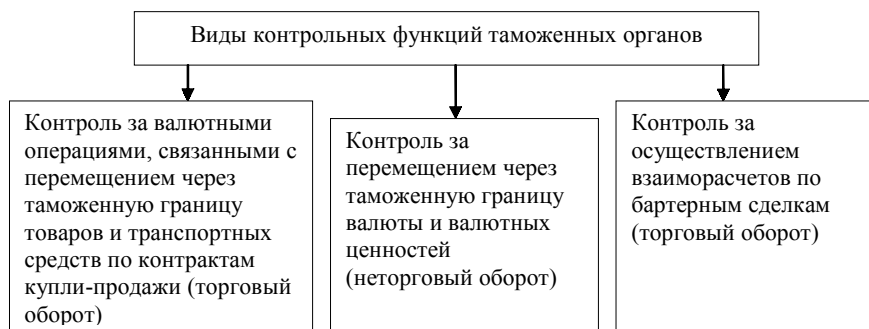 Виды контрольных функций таможенных органов
Контроль за валютными
операциями, связанными с
перемещением через
таможенную границу
товаров и транспортных
средств по контрактам
купли-продажи (торговый
оборот)
Контроль за
перемещением через
таможенную границу
валюты и валютных
ценностей
(неторговый оборот)
Контроль за
осуществлением
взаиморасчетов по
бартерным сделкам
(торговый оборот)